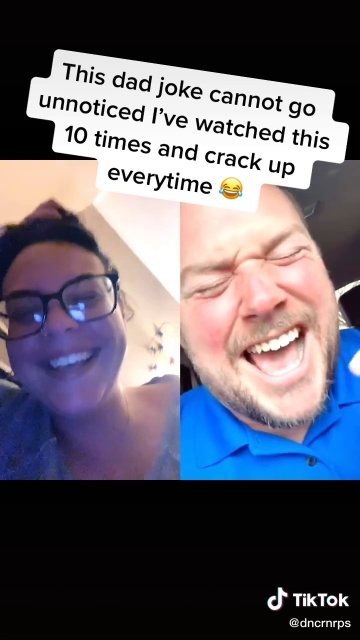 This dad joke cannot go
unnoticed I've watched this
10 times and crack up
everytime 😂
TikTok
@dncrnrps